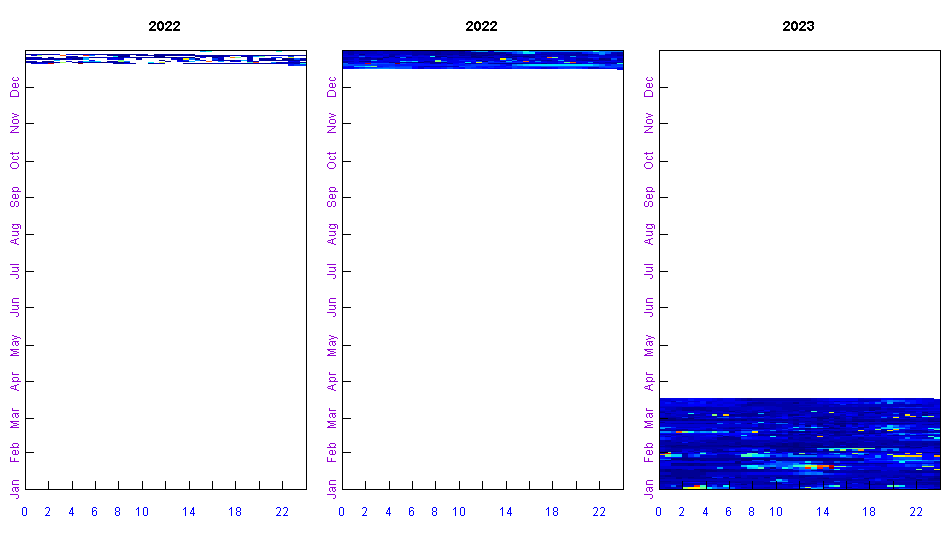 2022 2022 2023
Dec Dec Dec
Nov Nov Nov
Oct Oct Oct
Sep Sep Sep
Aug Aug Aug
Jul Jul Jul
Jun Jun Jun
May May May
Apr Apr Apr
Mar Mar Mar
Feb Feb Feb
Jan Jan Jan
0 2 4 6 8 10 14 18 22 0 2 4 6 8 10 14 18 22 0 2 4 6 8 10 14 18 22